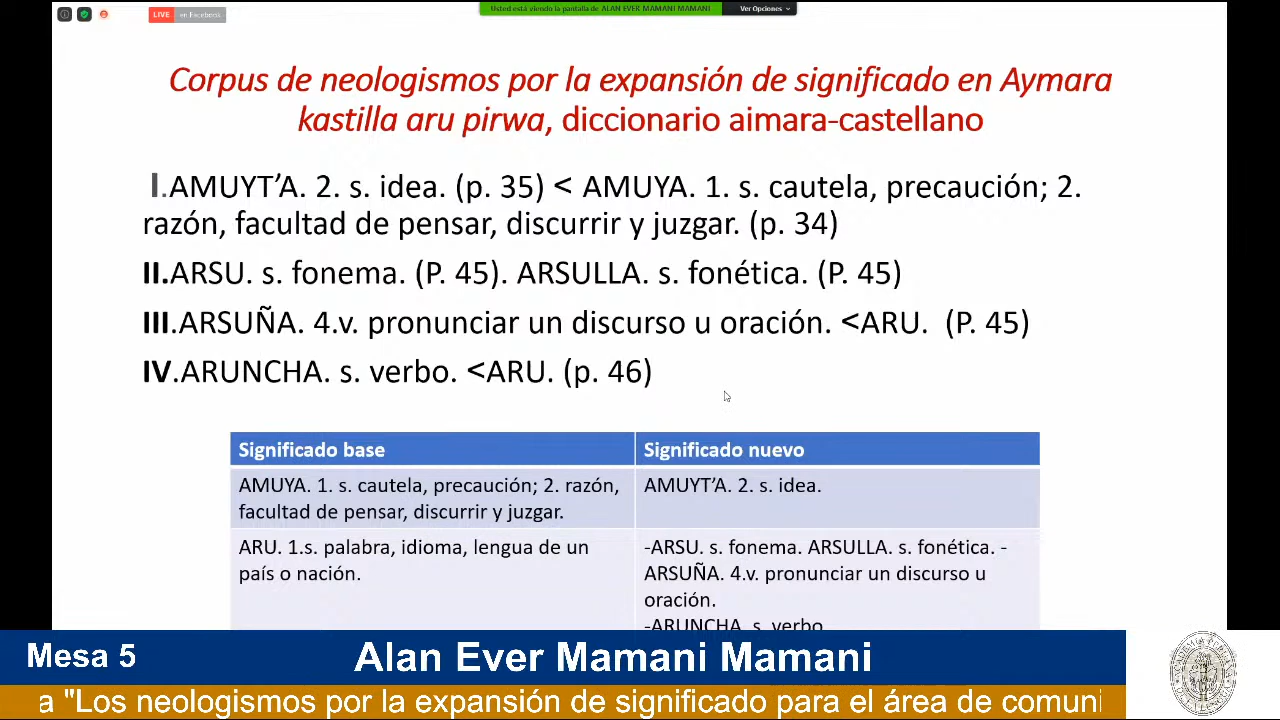 LIVE en Facebook
Usted está viendo la pantalla de ALAN EVER MAMANI MAMANI
Ver Opciones
Corpus de neologismos por la expansión de significado en Aymara
kastilla aru pirwa, diccionario aimara-castellano
I.AMUYT’A. 2. s. idea. (p. 35) < AMUYA. 1. s. cautela, precaución; 2.
razón, facultad de pensar, discurrir y juzgar. (p. 34)
II.ARSU. s. fonema. (P. 45). ARSULLA. s. fonética. (P. 45)
III.ARSUÑA. 4.v. pronunciar un discurso u oración. <ARU. (P. 45)
IV.ARUNCHA. s. verbo. <ARU. (p. 46)
Significado base
Significado nuevo
AMUYA. 1. s. cautela, precaución; 2. razón,
facultad de pensar, discurrir y juzgar.
AMUYT’A. 2. s. idea.
ARU. 1.s. palabra, idioma, lengua de un
país o nación.
-ARSU. s. fonema. ARSULLA. s. fonética. -
ARSUÑA. 4.v. pronunciar un discurso u
oración.
-ARUNCHA. s. verbo
Mesa 5
Alan Ever Mamani Mamani
a "Los neologismos por la expansión de significado para el área de comuni